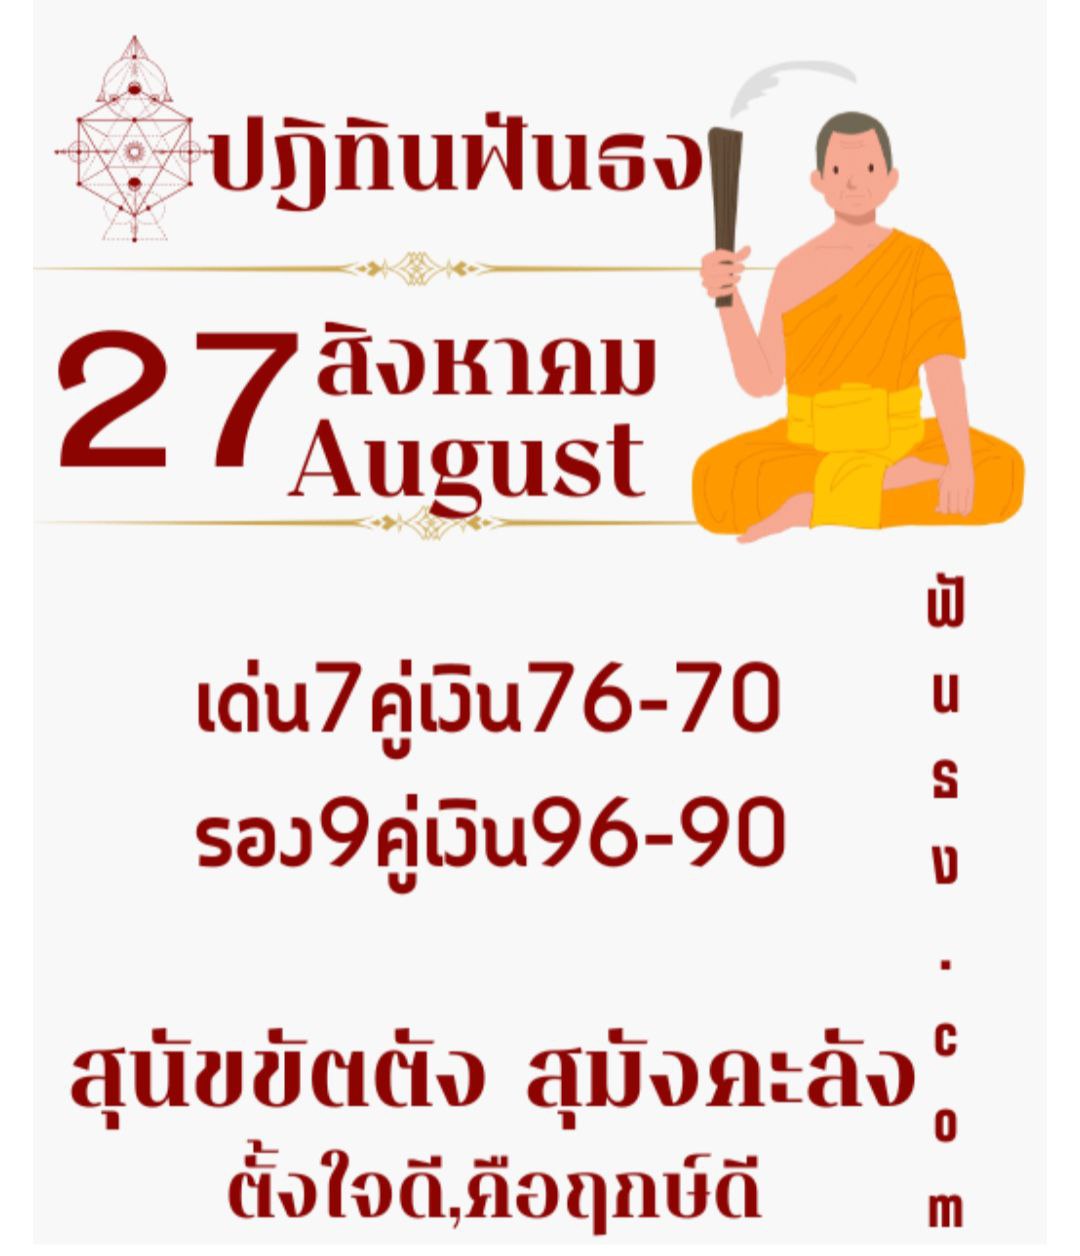 ปฏิทินฟันธง
27 สิงหาคม
August
เด่น7คู่เงิน76-70
รอง9คู่เงิน96-90
สุนัขขัตตัง สุมังคะลัง
ตั้งใจดี,คือฤกษ์ดี
ฟันธง.com